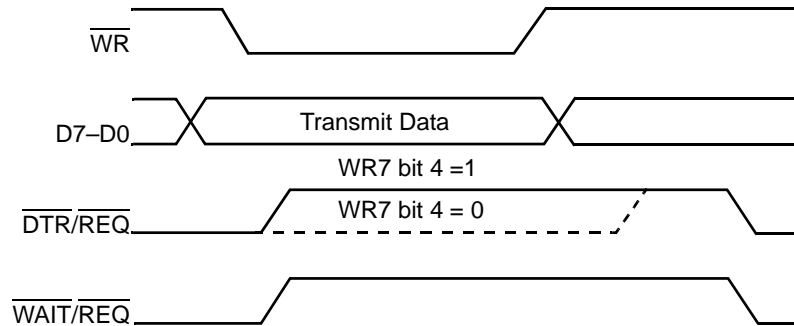 WR
D7–D0
Transmit Data
WR7 bit 4 =1
WR7 bit 4 = 0
DTR/REQ
WAIT/REQ